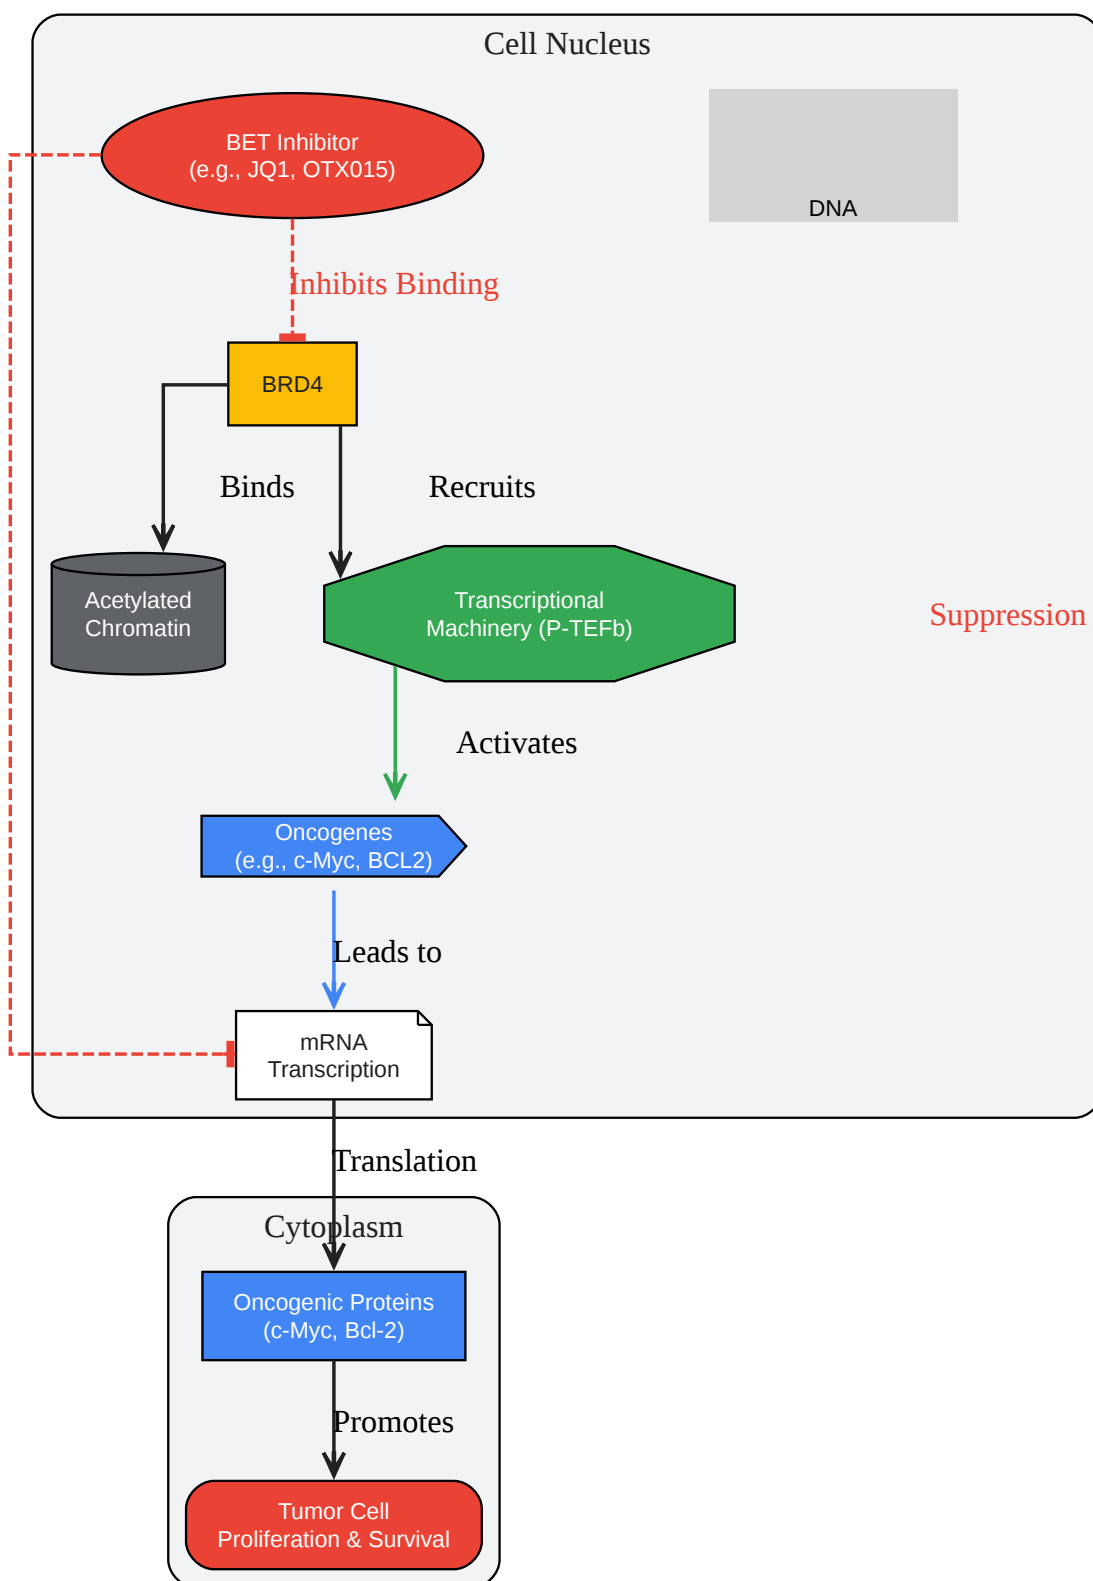 Cell Nucleus
BET Inhibitor
(e.g., JQ1, OTX015)
DNA
Inhibits Binding
BRD4
Binds
Recruits
Acetylated
Chromatin
Transcriptional
Machinery (P-TEFb)
Suppression
Activates
Oncogenes
(e.g., c-Myc, BCL2)
Leads to
mRNA
Transcription
Translation
Cytoplasm
Oncogenic Proteins
(c-Myc, Bcl-2)
Promotes
Tumor Cell
Proliferation & Survival